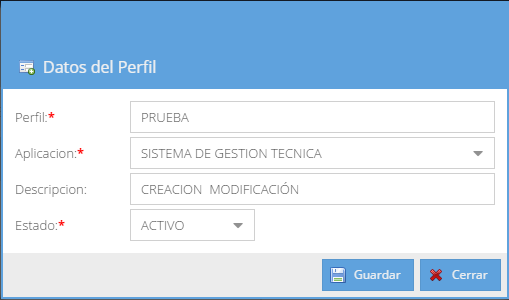 Datos del Perfil
Perfil:* PRUEBA
Aplicacion:* SISTEMA DE GESTION TECNICA
Descripcion: CREACION  MODIFICACIÓN
Estado:* ACTIVO
Guardar Cerrar